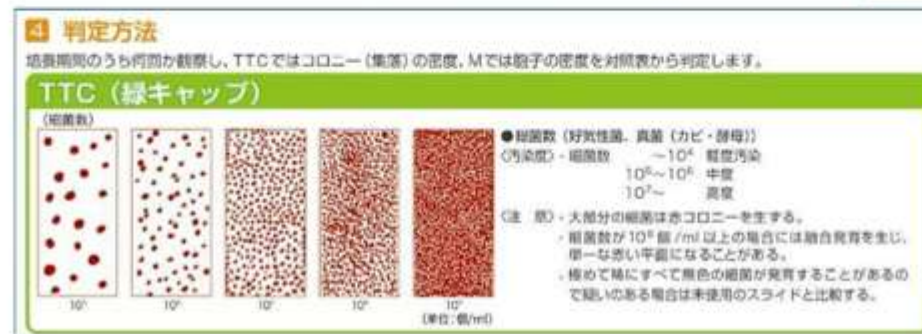 4 判定方法
培養期間のうち何回か観察し、TTCではコロニー(集落)の密度、Mでは胞子の密度を対照表から判定します。
TTC(緑キャップ)
(細菌数)
●総菌数(好気性菌、真菌(カビ・酵母))
(汚染度)・細菌数 ～10⁴ 軽度汚染
10⁵～10⁶ 中度
10⁷～ 高度
(注 意)・大部分の細菌は赤コロニーを生ずる。
・細菌数が10⁸個/ml以上の場合には融合発育を生じ、
単一な赤い平面になることがある。
・極めて稀にすべて無色の細菌が発育することがあるの
で疑いのある場合は未使用のスライドと比較する。
(単位:個/ml)